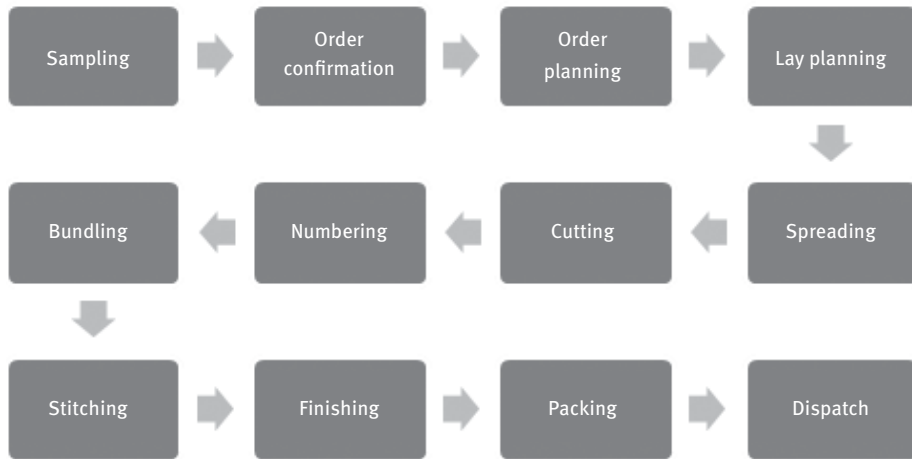 Sampling
Order
confirmation
Order
planning
Lay planning
Spreading
Cutting
Numbering
Bundling
Stitching
Finishing
Packing
Dispatch